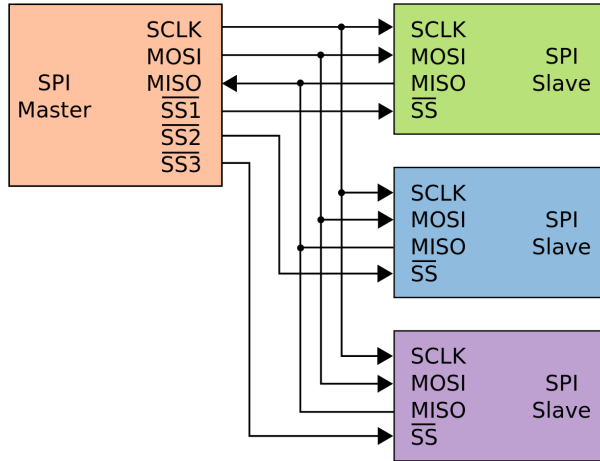 SCLK
MOSI
MISO
SS1
SS2
SS3
SPI
Master
SCLK
MOSI
MISO
SS
SPI
Slave
SCLK
MOSI
MISO
SS
SPI
Slave
SCLK
MOSI
MISO
SS
SPI
Slave